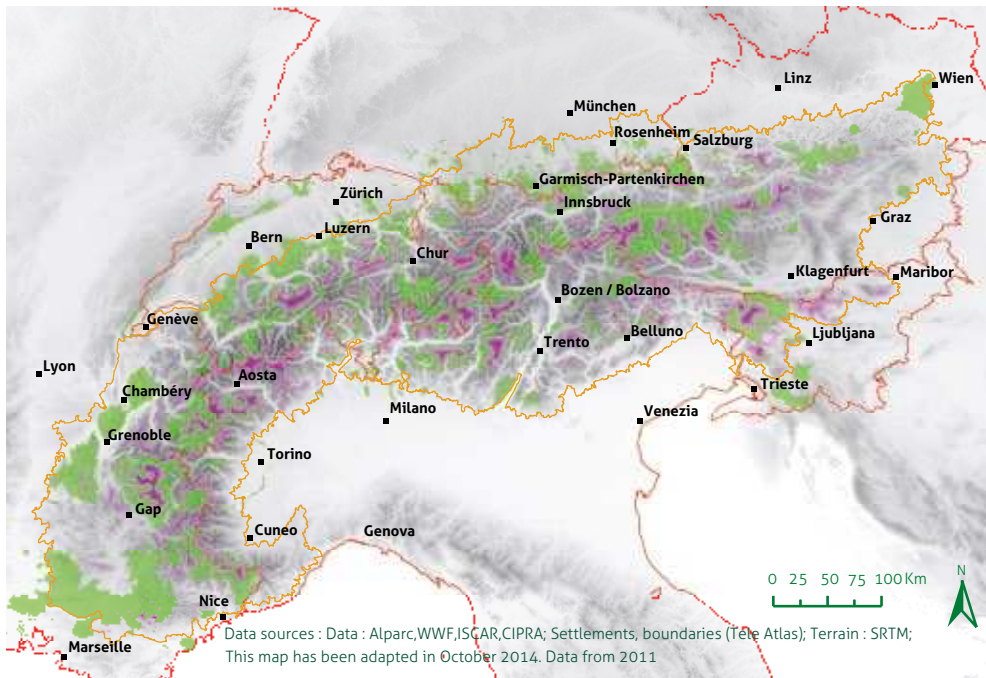 Linz
Wien
München
Rosenheim
Salzburg
Garmisch-Partenkirchen
Zürich
Innsbruck
Graz
Luzern
Bern
Chur
Klagenfurt
Maribor
Bozen / Bolzano
Genève
Belluno
Ljubljana
Trento
Lyon
Aosta
Chambéry
Trieste
Milano
Venezia
Grenoble
Torino
Gap
Cuneo
Genova
N
0 25 50 75 100 Km
Nice
Marseille
Data sources : Data : Alparc,WWF,ISCAR,CIPRA; Settlements, boundaries (Tele Atlas); Terrain : SRTM;
This map has been adapted in October 2014. Data from 2011